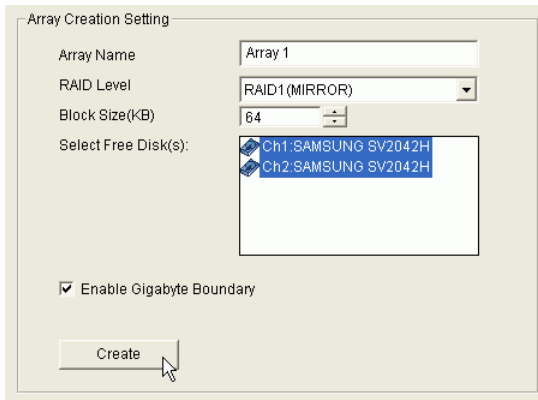 Array Creation Setting
Array Name
Array 1
RAID Level
RAID1(MIRROR)
Block Size(KB)
64
Select Free Disk(s):
Ch1:SAMSUNG SV2042H
Ch2:SAMSUNG SV2042H
Enable Gigabyte Boundary
Create